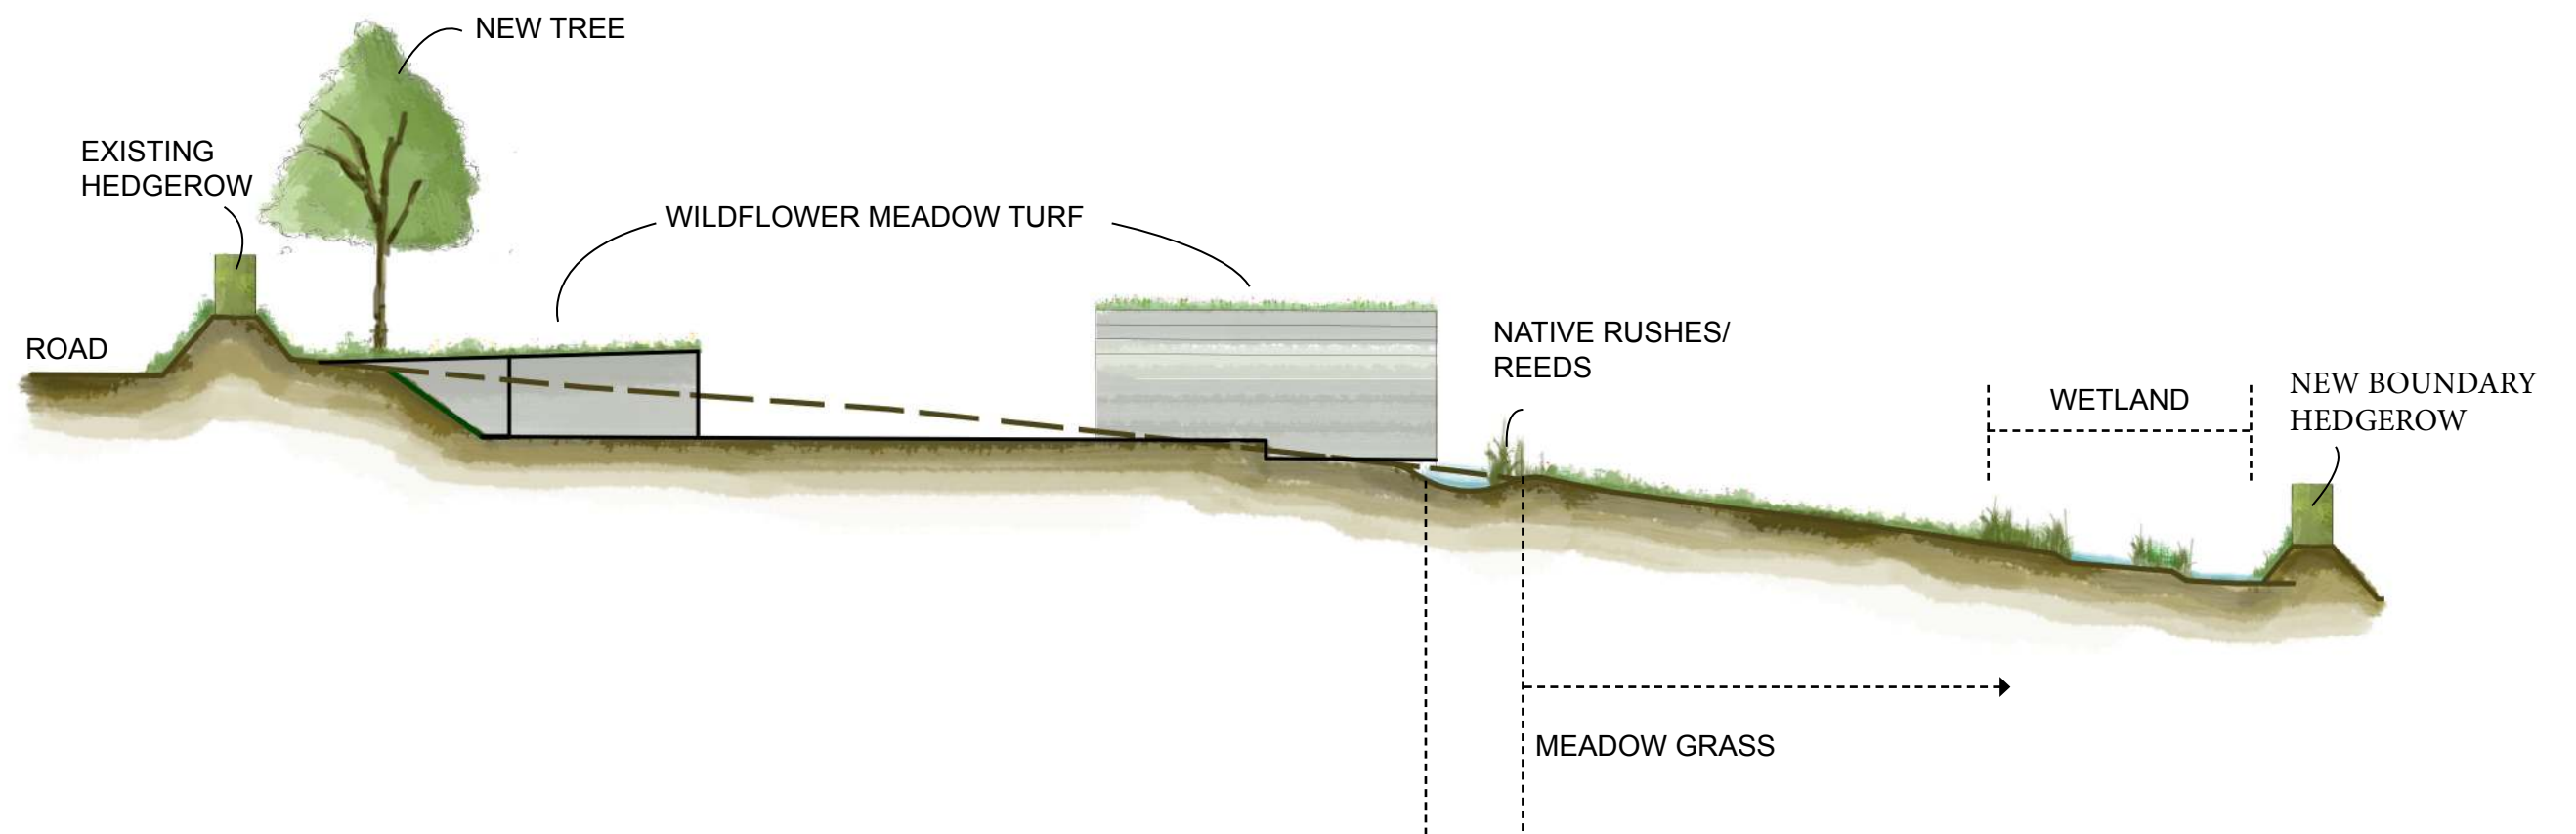 NEW TREE
EXISTING
HEDGEROW
WILDFLOWER MEADOW TURF
ROAD
NATIVE RUSHES/
REEDS
WETLAND
NEW BOUNDARY
HEDGEROW
MEADOW GRASS